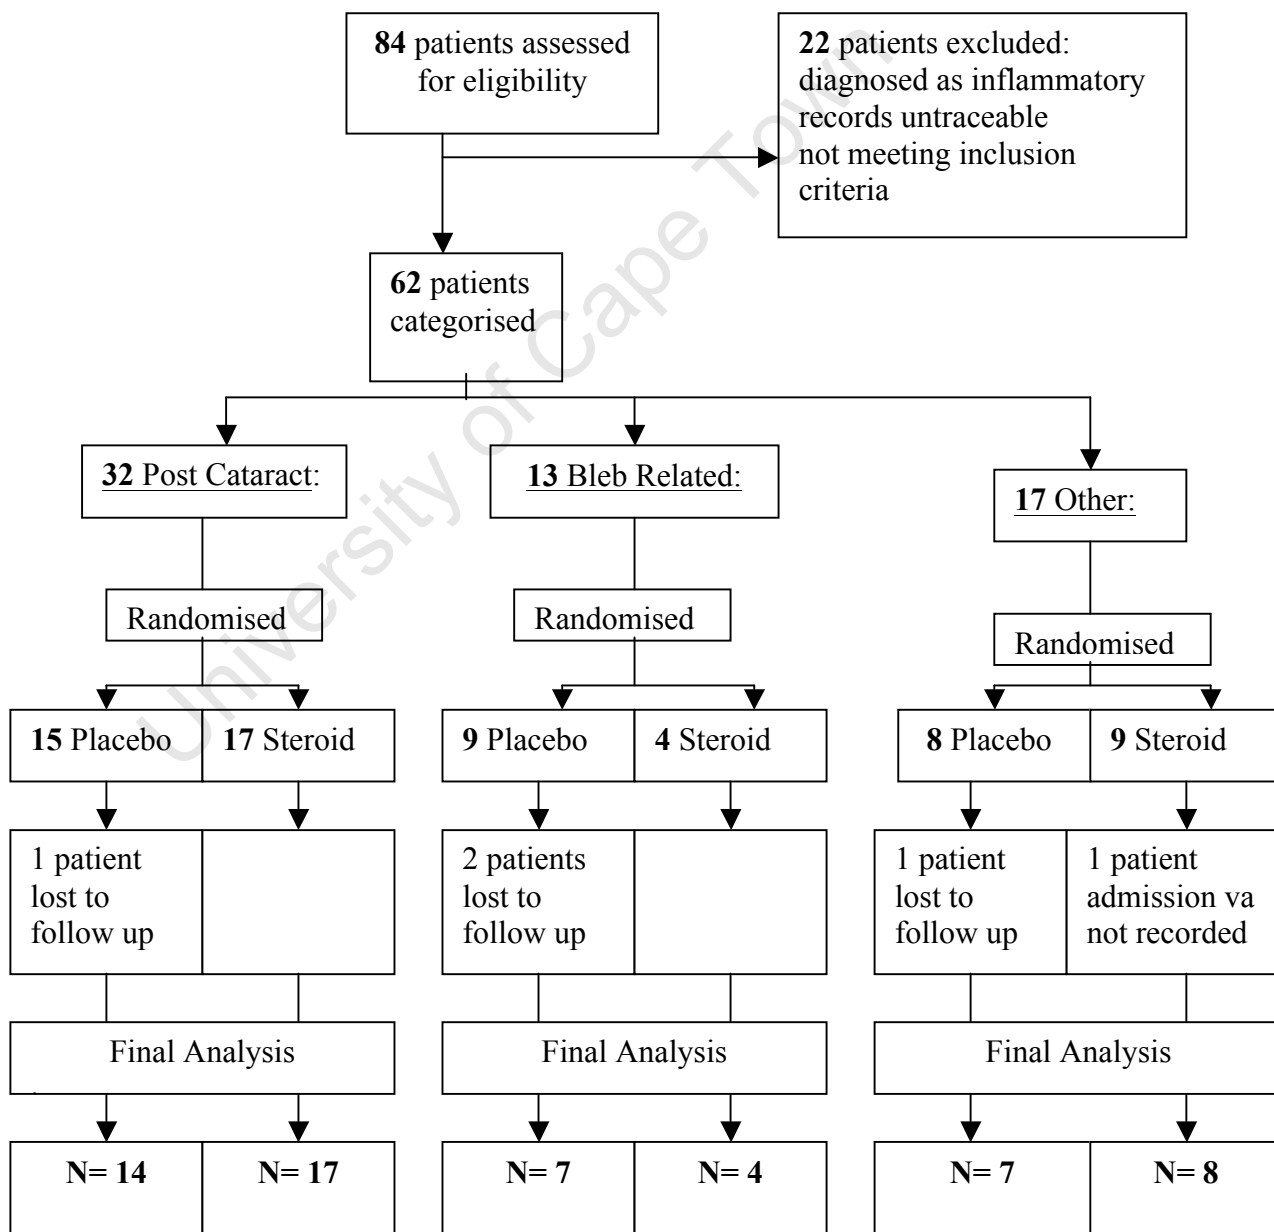 84 patients assessed
for eligibility
22 patients excluded:
diagnosed as inflammatory
records untraceable
not meeting inclusion
criteria
62 patients
categorised
32 Post Cataract:
13 Bleb Related:
17 Other:
Randomised
Randomised
Randomised
15 Placebo
17 Steroid
9 Placebo
4 Steroid
8 Placebo
9 Steroid
1 patient
lost to
follow up
2 patients
lost to
follow up
1 patient
lost to
follow up
1 patient
admission va
not recorded
Final Analysis
Final Analysis
Final Analysis
N= 14
N= 17
N= 7
N= 4
N= 7
N= 8
University of Cape Town